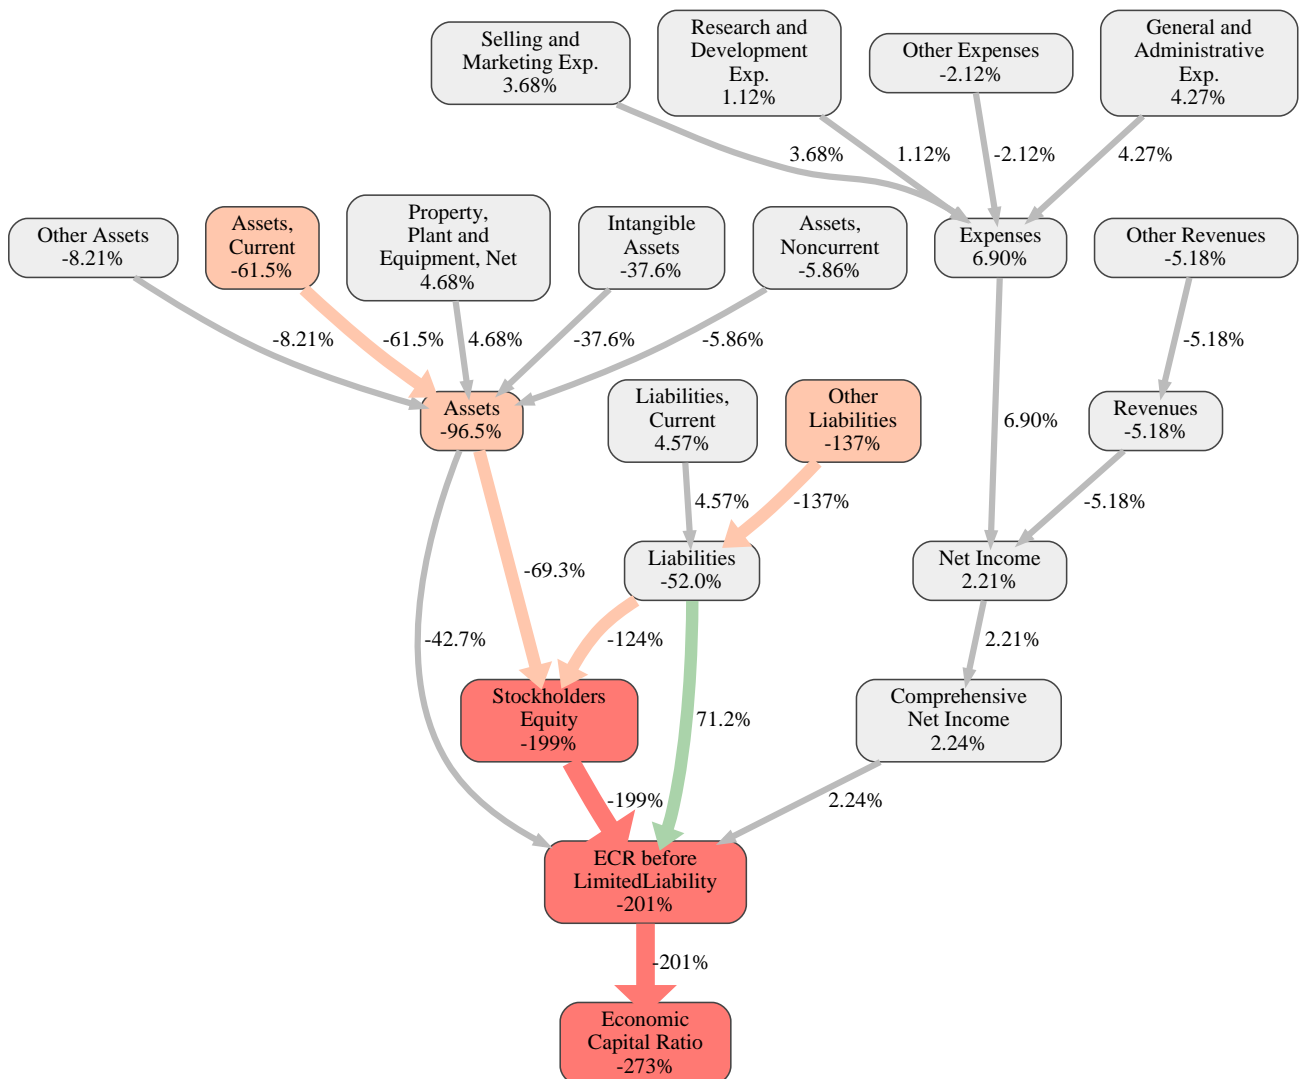 Selling and
Marketing Exp.
3.68%
Research and
Development
Exp.
1.12%
Other Expenses
-2.12%
General and
Administrative
Exp.
4.27%
3.68%
1.12%
-2.12%
4.27%
Other Assets
-8.21%
Assets,
Current
-61.5%
Property,
Plant and
Equipment, Net
4.68%
Intangible
Assets
-37.6%
Assets,
Noncurrent
-5.86%
Expenses
6.90%
Other Revenues
-5.18%
-8.21%
-61.5%
4.68%
-37.6%
-5.86%
-5.18%
Assets
-96.5%
Liabilities,
Current
4.57%
Other
Liabilities
-137%
6.90%
Revenues
-5.18%
4.57%
-137%
-5.18%
-69.3%
Liabilities
-52.0%
Net Income
2.21%
-42.7%
-124%
2.21%
Stockholders
Equity
-199%
71.2%
Comprehensive
Net Income
2.24%
-199%
2.24%
ECR before
LimitedLiability
-201%
-201%
Economic
Capital Ratio
-273%